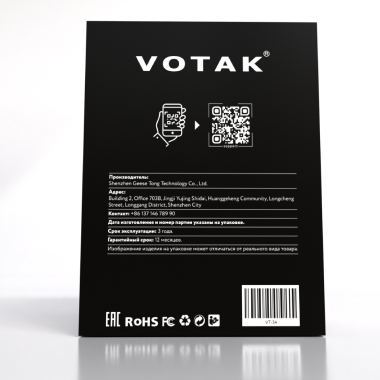 VOTAK®
Производитель:
Shenzhen Geese Tong Technology Co., Ltd.
Адрес:
Building 2, Office 703B, Jingji Yujing Shidai, Huanggekeng Community, Longcheng
Street, Longgang District, Shenzhen City
Контакт: +86 137 146 789 90
Дата изготовления и номер партии указаны на упаковке.
Срок эксплуатации: 3 года.
Гарантийный срок: 12 месяцев.
Изображение изделия на упаковке может отличаться от реального вида товара.
EAC RoHS FC
VT-34